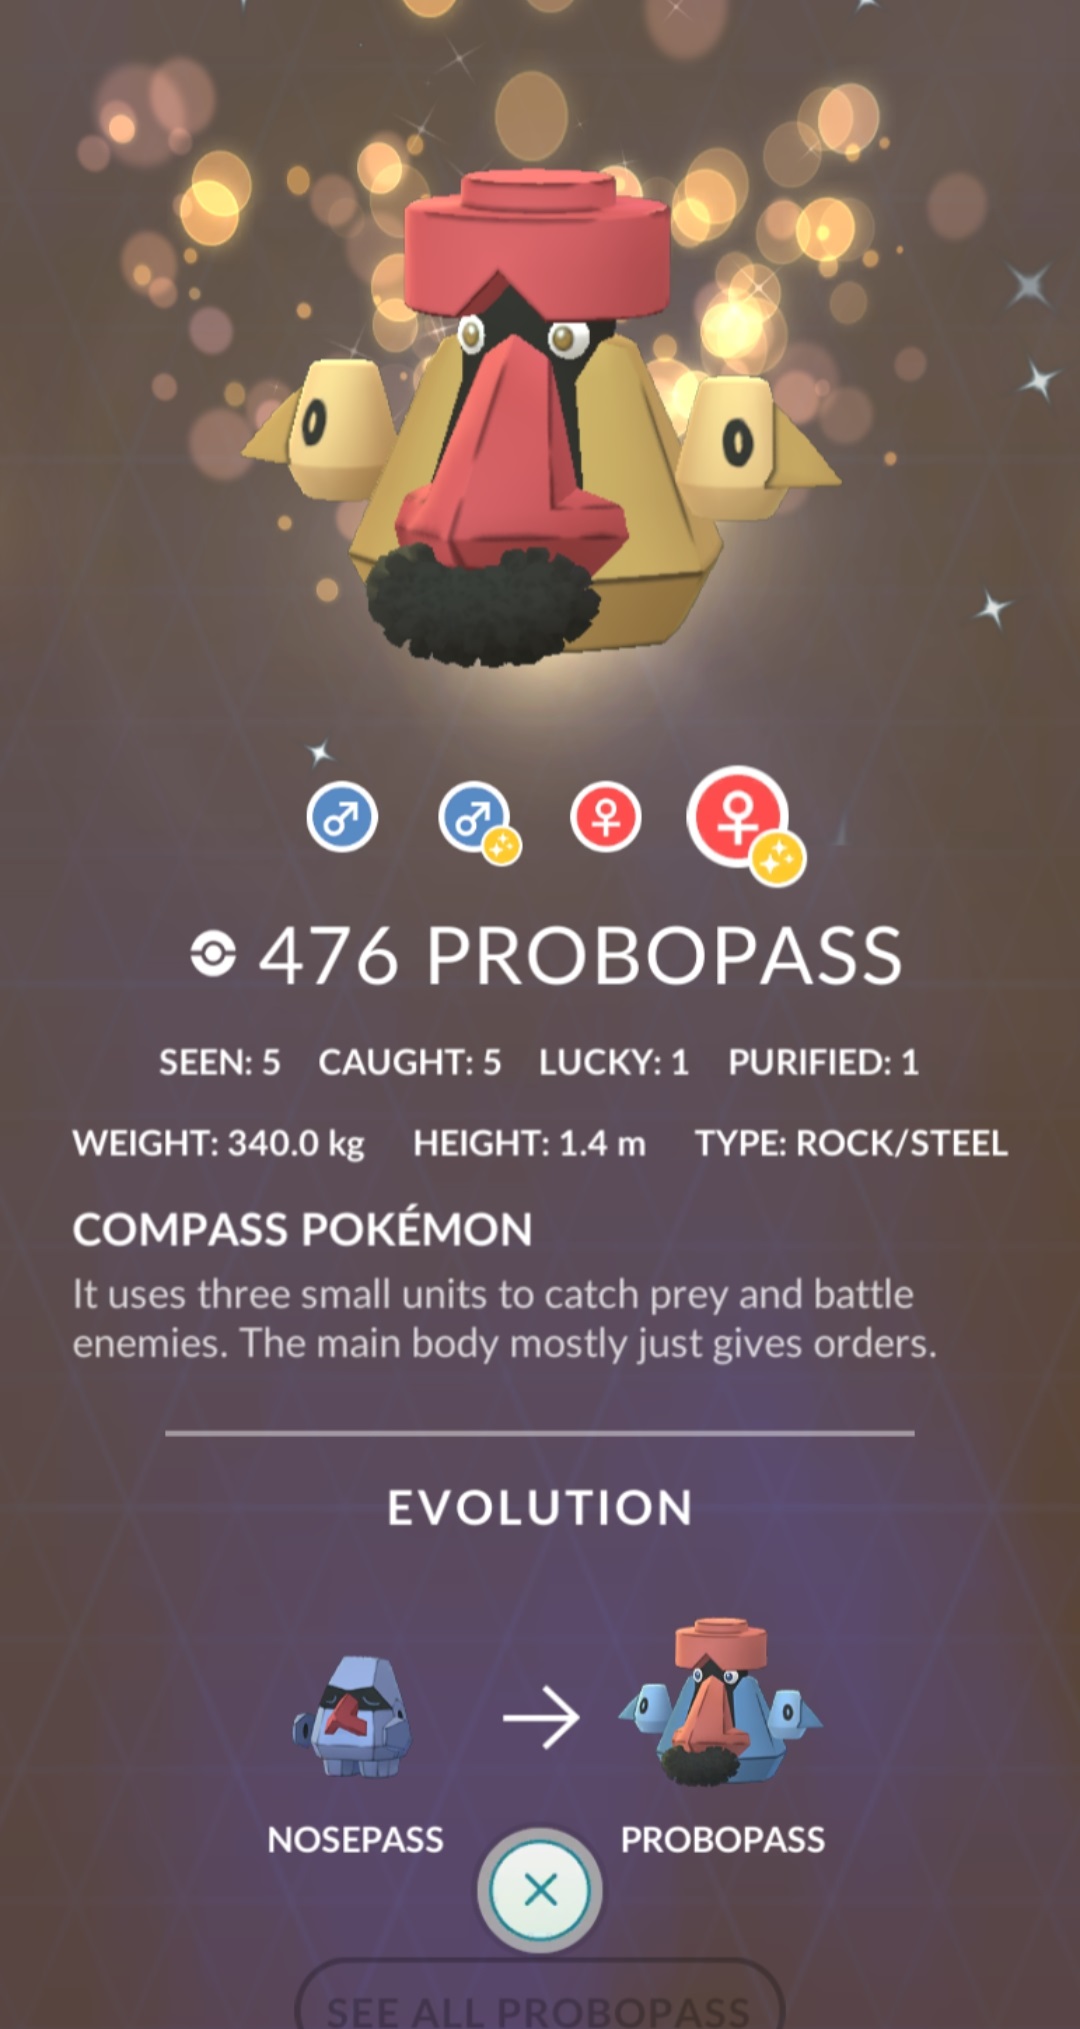 476 PROBOPASS
SEEN: 5 CAUGHT: 5 LUCKY: 1 PURIFIED: 1
WEIGHT: 340.0 kg HEIGHT: 1.4 m TYPE: ROCK/STEEL
COMPASS POKÉMON
It uses three small units to catch prey and battle
enemies. The main body mostly just gives orders.
EVOLUTION
NOSEPASS PROBOPASS
SEE ALL PROBOPASS